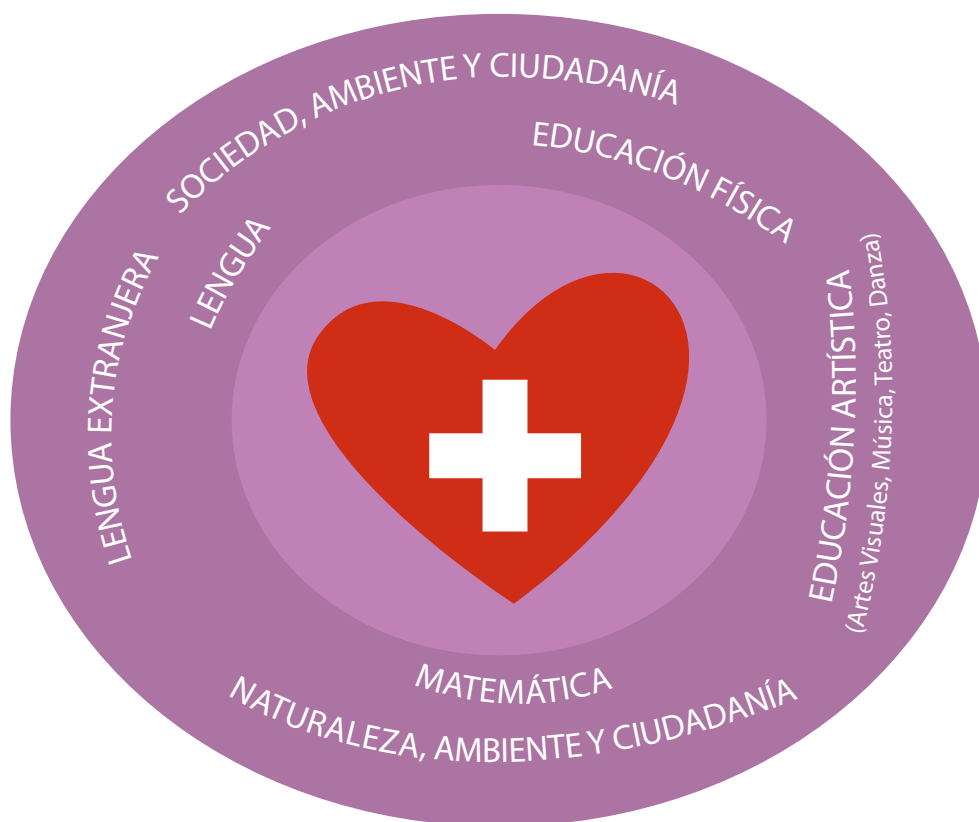 SOCIEDAD, AMBIENTE Y CIUDADANÍA
EDUCACIÓN FÍSICA
LENGUA
LENGUA EXTRANJERA
EDUCACIÓN ARTÍSTICA
(Artes Visuales, Música, Teatro, Danza)
MATEMÁTICA
NATURALEZA, AMBIENTE Y CIUDADANÍA